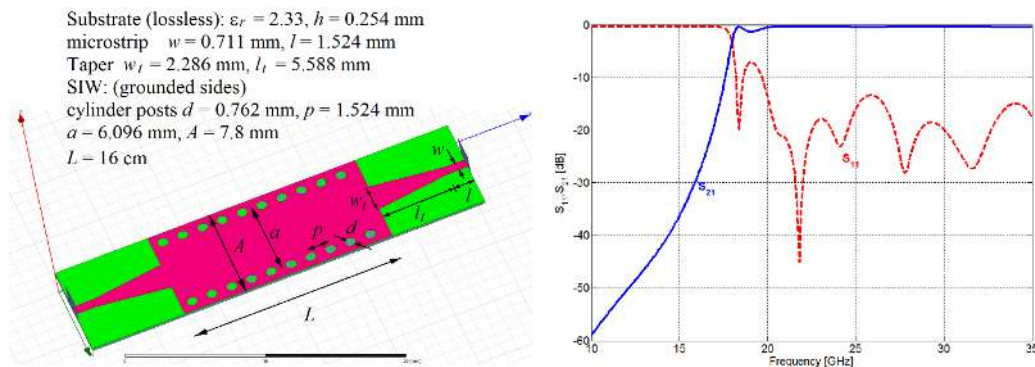 Substrate (lossless): εr = 2.33, h = 0.254 mm
microstrip w = 0.711 mm, l = 1.524 mm
Taper wt = 2.286 mm, lt = 5.588 mm
SIW: (grounded sides)
cylinder posts d = 0.762 mm, p = 1.524 mm
a = 6.096 mm, A = 7.8 mm
L = 16 cm
w
wt
lt
l
A
a
p
d
L
0
-10
-20
-30
-40
-50
-60
S11, S21 [dB]
S11
S21
10
15
20
25
30
35
Frequency [GHz]